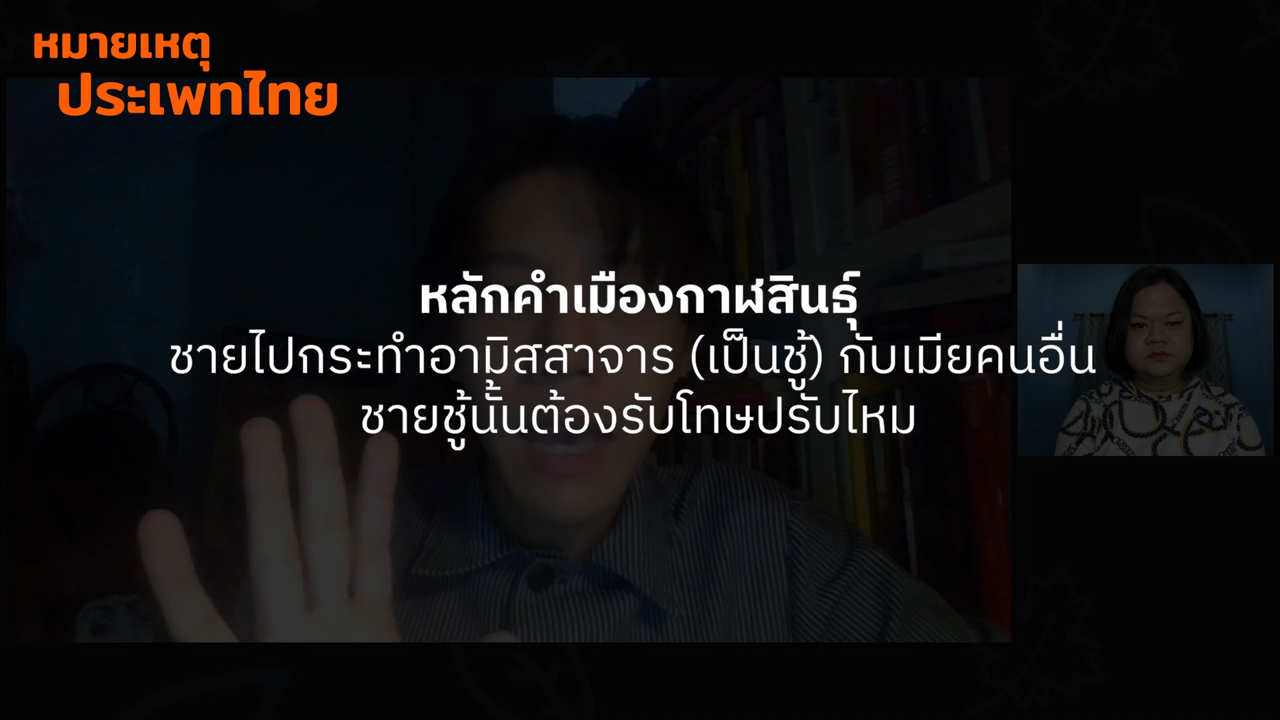 หมายเหตุ
ประเพทไทย
หลักคำเมืองกาฬสินธุ์
ชายไปกระทำอามิสสาจาร (เป็นชู้) กับเมียคนอื่น
ชายชู้นั้นต้องรับโทษปรับไหม